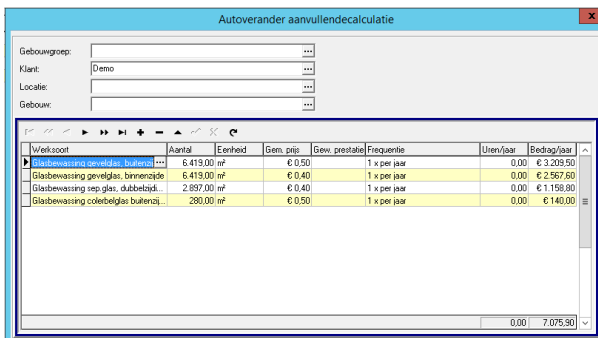 Autoverander aanvullendecalculatie
Gebouwgroep:
Klant: Demo
Locatie:
Gebouw:
Werksoort Aantal Eenheid Gem. prijs Gew. prestatie Frequentie Uren/jaar Bedrag/jaar
Glasbewassing gevelglas, buitenzi ... 6.419,00 m² € 0,50 1 x per jaar 0,00 € 3.209,50
Glasbewassing gevelglas, binnenzijde 6.419,00 m² € 0,40 1 x per jaar 0,00 € 2.567,60
Glasbewassing sep.glas, dubbelzijdi... 2.897,00 m² € 0,40 1 x per jaar 0,00 € 1.158,80
Glasbewassing colerbelglas buitenzij... 280,00 m² € 0,50 1 x per jaar 0,00 € 140,00
0,00 7.075,90